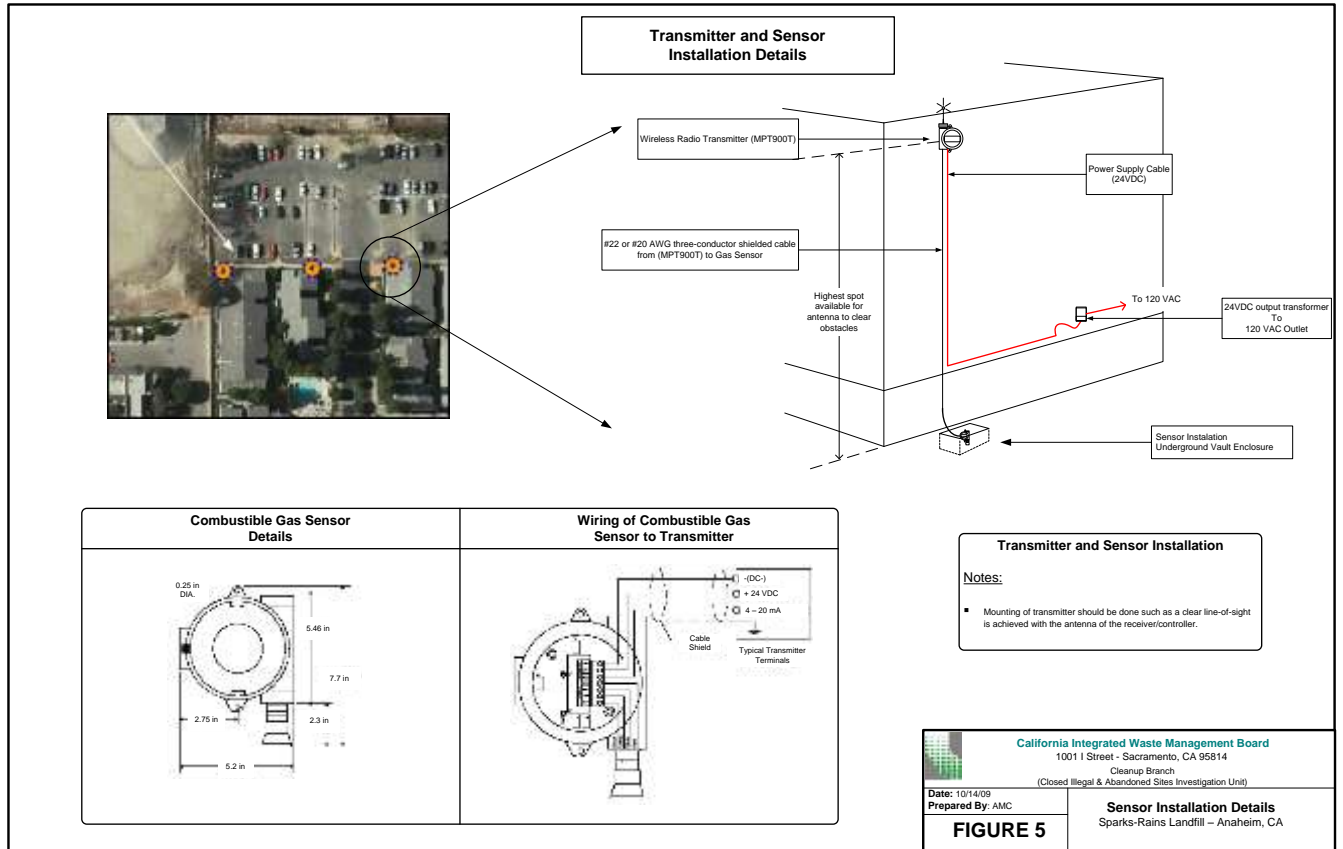 Transmitter and Sensor
Installation Details
Wireless Radio Transmitter (MPT900T)
Power Supply Cable
(24VDC)
#22 or #20 AWG three-conductor shielded cable
from (MPT900T) to Gas Sensor
Highest spot
available for
antenna to clear
obstacles
To 120 VAC
24VDC output transformer
To
120 VAC Outlet
Sensor Instalation
Underground Vault Enclosure
Combustible Gas Sensor
Details
0.25 in
DIA.
5.46 in
7.7 in
2.75 in
2.3 in
5.2 in
Wiring of Combustible Gas
Sensor to Transmitter
-(DC-)
+ 24 VDC
4 – 20 mA
Cable
Shield
Typical Transmitter
Terminals
Transmitter and Sensor Installation
Notes:
▪ Mounting of transmitter should be done such as a clear line-of-sight
is achieved with the antenna of the receiver/controller.
California Integrated Waste Management Board
1001 I Street - Sacramento, CA 95814
Cleanup Branch
(Closed Illegal & Abandoned Sites Investigation Unit)
Date: 10/14/09
Prepared By: AMC
FIGURE 5
Sensor Installation Details
Sparks-Rains Landfill – Anaheim, CA